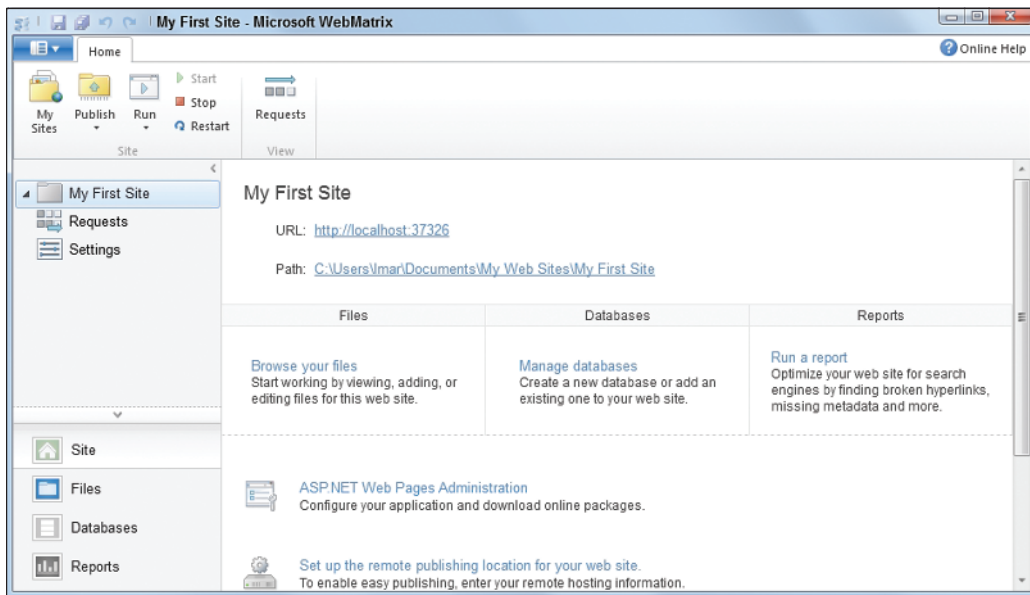 My First Site - Microsoft WebMatrix
Home
Online Help
My Sites
Publish
Run
Start
Stop
Restart
Requests
Site
View
My First Site
Requests
Settings
Site
Files
Databases
Reports
My First Site
URL: http://localhost:37326
Path: C:\Users\Imar\Documents\My Web Sites\My First Site
Files
Databases
Reports
Browse your files
Start working by viewing, adding, or
editing files for this web site.
Manage databases
Create a new database or add an
existing one to your web site.
Run a report
Optimize your web site for search
engines by finding broken hyperlinks,
missing metadata and more.
ASP.NET Web Pages Administration
Configure your application and download online packages.
Set up the remote publishing location for your web site.
To enable easy publishing, enter your remote hosting information.